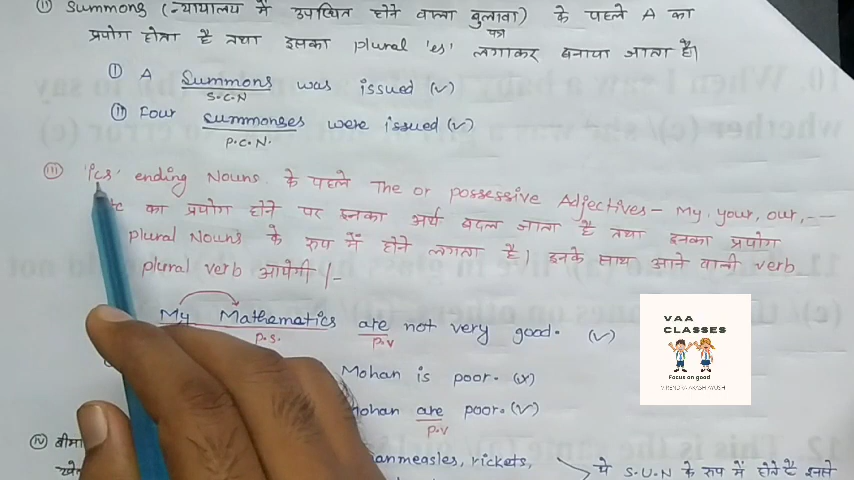 (ii) Summons (न्यायालय में उपस्थित होने वाला बुलावा) के पहले A का
पत्र
प्रयोग होता है तथा इसका plural 'es' लगाकर बनाया जाता है।
(i) A Summons was issued (v)
S.C.N
(ii) Four Summonses were issued (v)
P.C.N.
(iii) 'ics' ending Nouns के पहले The or possessive Adjectives - My, your, our, ---
etc का प्रयोग होने पर इनका अर्थ बदल जाता है तथा इनका प्रयोग
plural Nouns के रुप में होने लगता है। इनके साथ आने वाली verb
plural verb आयेगी /-
My Mathematics are not very good. (v)
P.S. P.V
Mohan is poor. (x)
Mohan are poor. (v)
P.V
(iv) बीमा
measles, rickets,
ये S.U.N के रुप में होते हैं इनसे
VAA
CLASSES
Focus on good